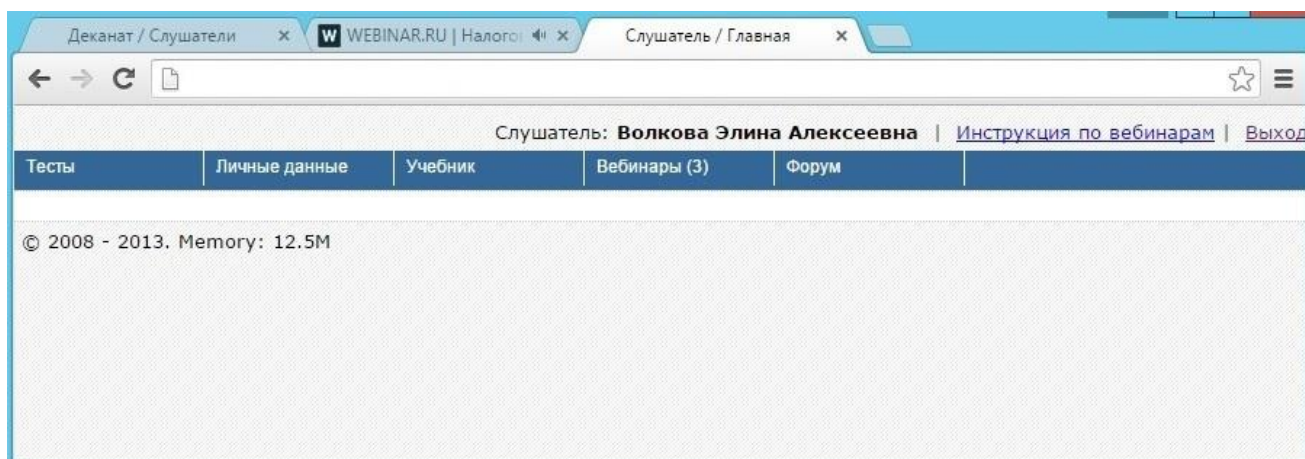 Деканат / Слушатели
W WEBINAR.RU | Налого
Слушатель / Главная
Слушатель: Волкова Элина Алексеевна | Инструкция по вебинарам | Выход
Тесты Личные данные Учебник Вебинары (3) Форум
© 2008 - 2013. Memory: 12.5M